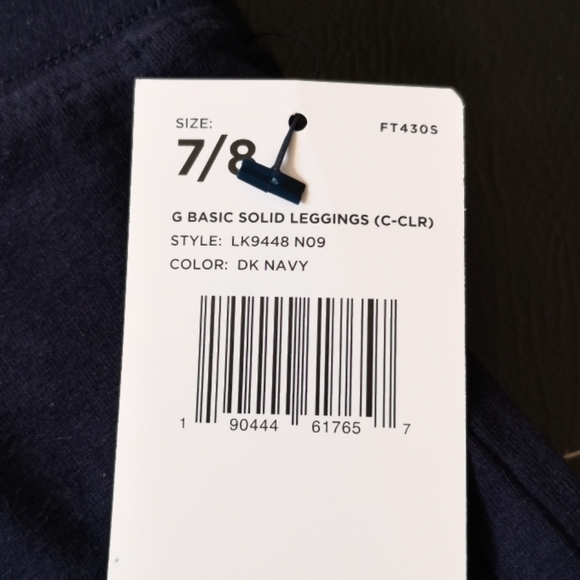 SIZE:
FT430S
7/8
G BASIC SOLID LEGGINGS (C-CLR)
STYLE: LK9448 N09
COLOR: DK NAVY
1 90444 61765 7